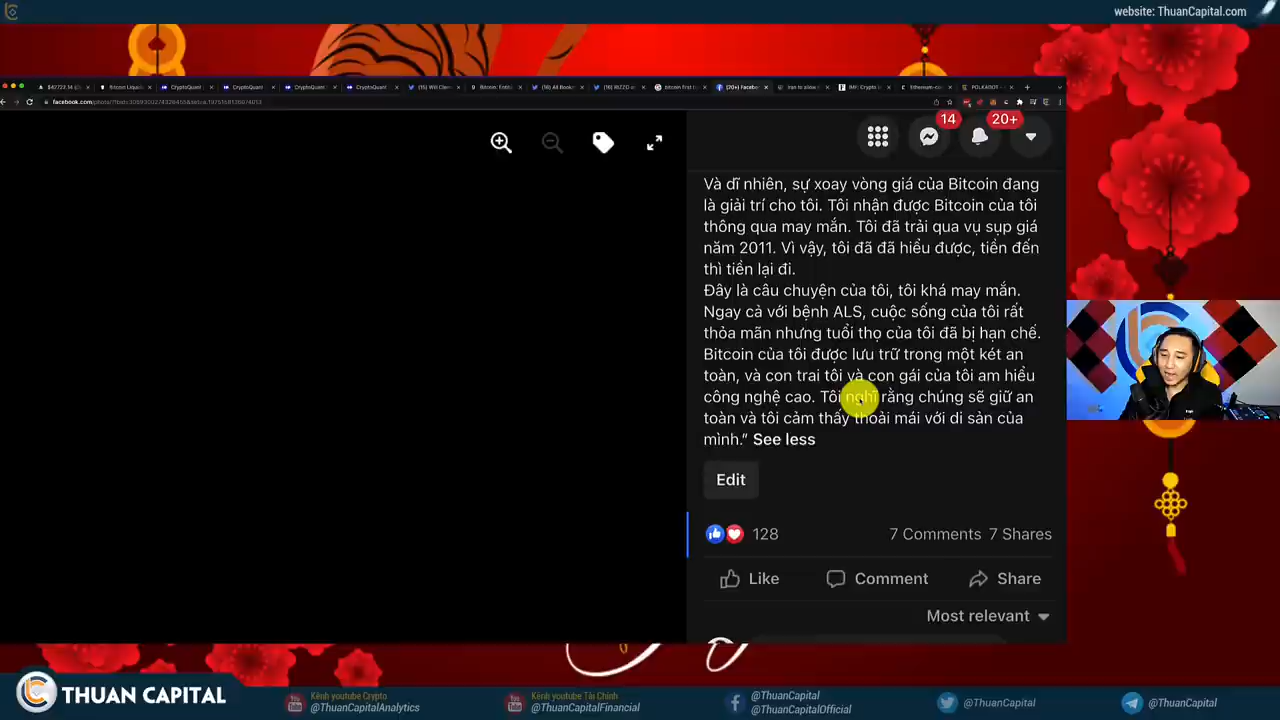 website: ThuanCapital.com
facebook.com
14
20+
Và dĩ nhiên, sự xoay vòng giá của Bitcoin đang
là giải trí cho tôi. Tôi nhận được Bitcoin của tôi
thông qua may mắn. Tôi đã trải qua vụ sụp giá
năm 2011. Vì vậy, tôi đã đã hiểu được, tiền đến
thì tiền lại đi.
Đây là câu chuyện của tôi, tôi khá may mắn.
Ngay cả với bệnh ALS, cuộc sống của tôi rất
thỏa mãn nhưng tuổi thọ của tôi đã bị hạn chế.
Bitcoin của tôi được lưu trữ trong một két an
toàn, và con trai tôi và con gái của tôi am hiểu
công nghệ cao. Tôi nghĩ rằng chúng sẽ giữ an
toàn và tôi cảm thấy thoải mái với di sản của
mình.” See less
Edit
128 7 Comments 7 Shares
Like Comment Share
Most relevant
THUAN CAPITAL
Kênh youtube Crypto
@ThuanCapitalAnalytics
Kênh youtube Tài Chính
@ThuanCapitalFinancial
@ThuanCapital
@ThuanCapitalOfficial
@ThuanCapital
@ThuanCapital